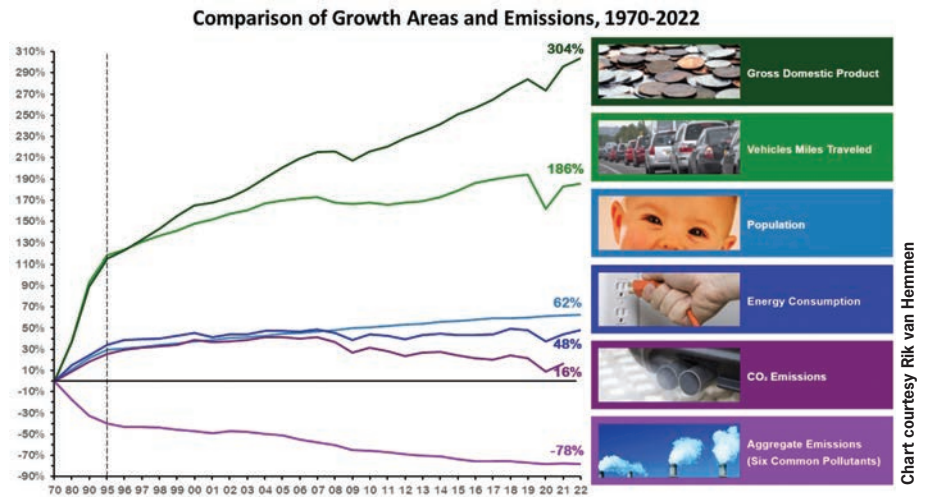 Comparison of Growth Areas and Emissions, 1970-2022
310%
290%
270%
250%
230%
210%
190%
170%
150%
130%
110%
90%
70%
50%
30%
10%
-10%
-30%
-50%
-70%
-90%
70 80 90 95 96 97 98 99 00 01 02 03 04 05 06 07 08 09 10 11 12 13 14 15 16 17 18 19 20 21 22
304%
186%
62%
48%
16%
-78%
Gross Domestic Product
Vehicles Miles Traveled
Population
Energy Consumption
CO₂ Emissions
Aggregate Emissions
(Six Common Pollutants)
Chart courtesy Rik van Hemmen